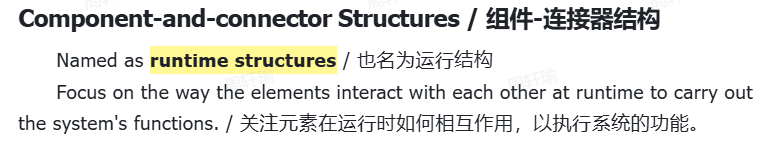 Component-and-connector Structures / 组件-连接器结构
Named as runtime structures / 也名为运行结构
Focus on the way the elements interact with each other at runtime to carry out
the system's functions. / 关注元素在运行时如何相互作用，以执行系统的功能。